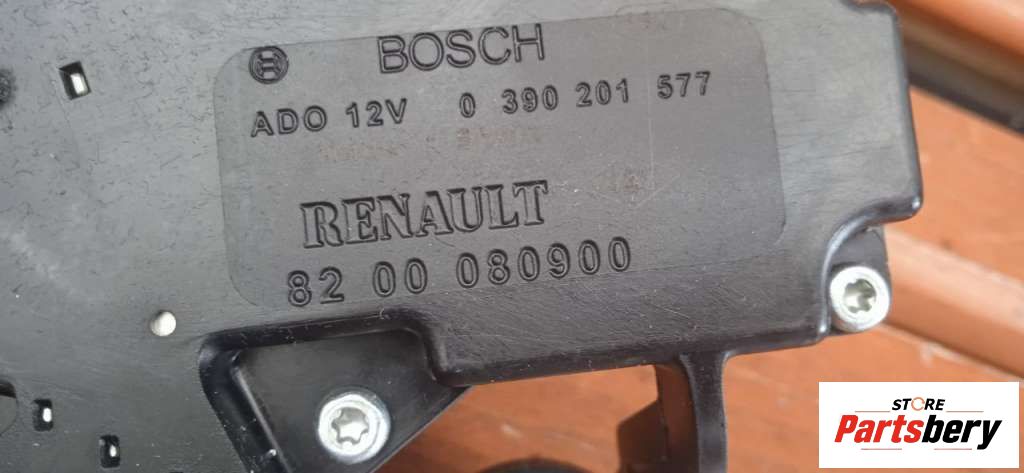 BOSCH
ADO 12V 0 390 201 577
RENAULT
82 00 080900
STORE
Partsbery